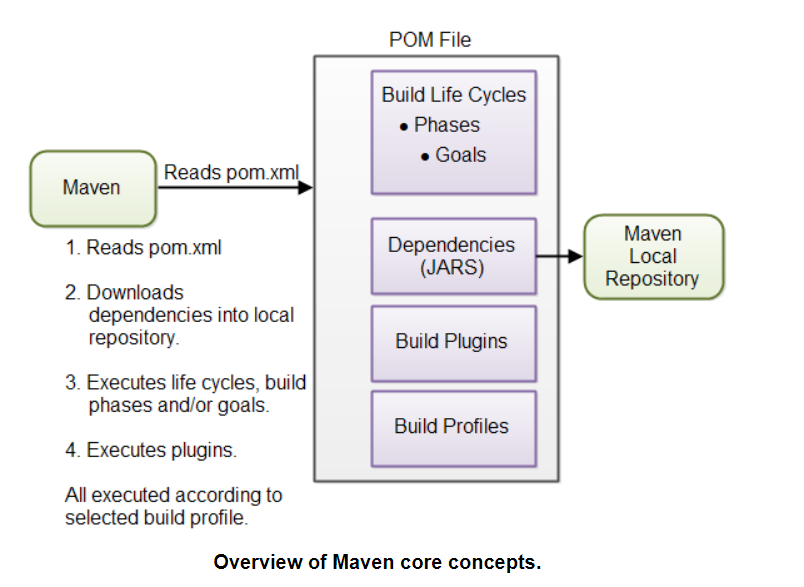 POM File
Build Life Cycles
• Phases
• Goals
Reads pom.xml
Maven
1. Reads pom.xml
2. Downloads
dependencies into local
repository.
3. Executes life cycles, build
phases and/or goals.
4. Executes plugins.
All executed according to
selected build profile.
Dependencies
(JARS)
Maven
Local
Repository
Build Plugins
Build Profiles
Overview of Maven core concepts.